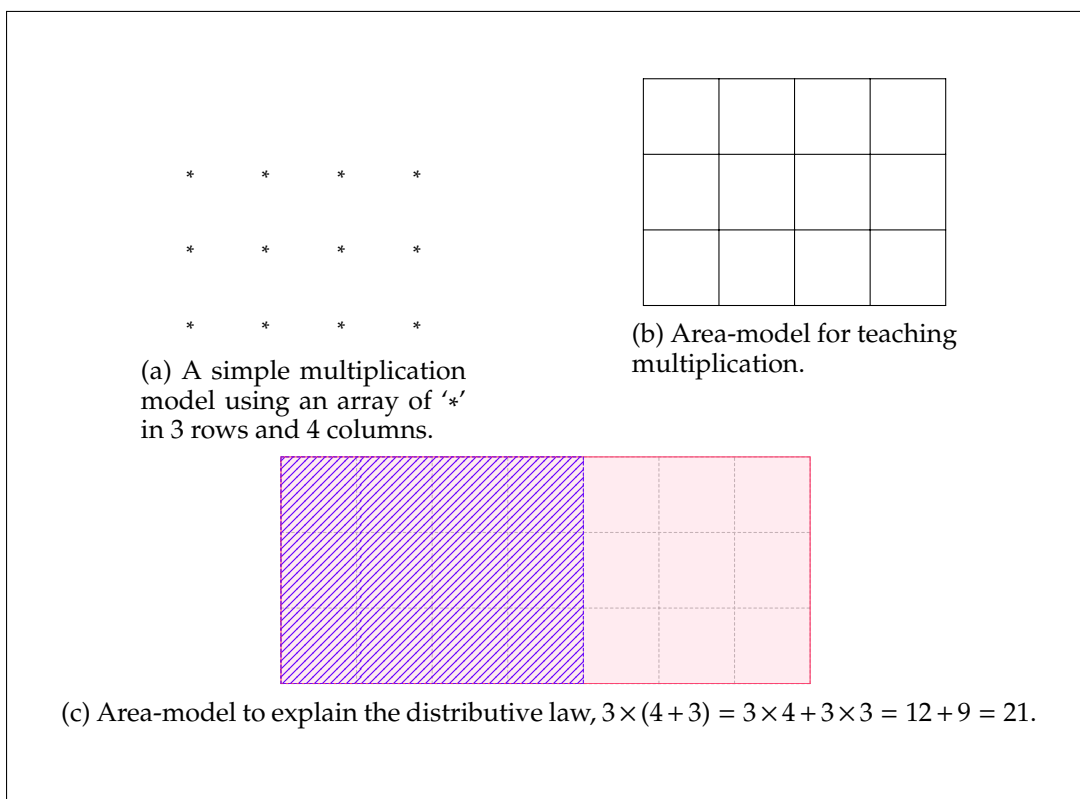 * * * *
* * * *
* * * *
(a) A simple multiplication
model using an array of ‘*’
in 3 rows and 4 columns.
(b) Area-model for teaching
multiplication.
(c) Area-model to explain the distributive law, 3×(4+3) = 3×4+3×3 = 12+9 = 21.